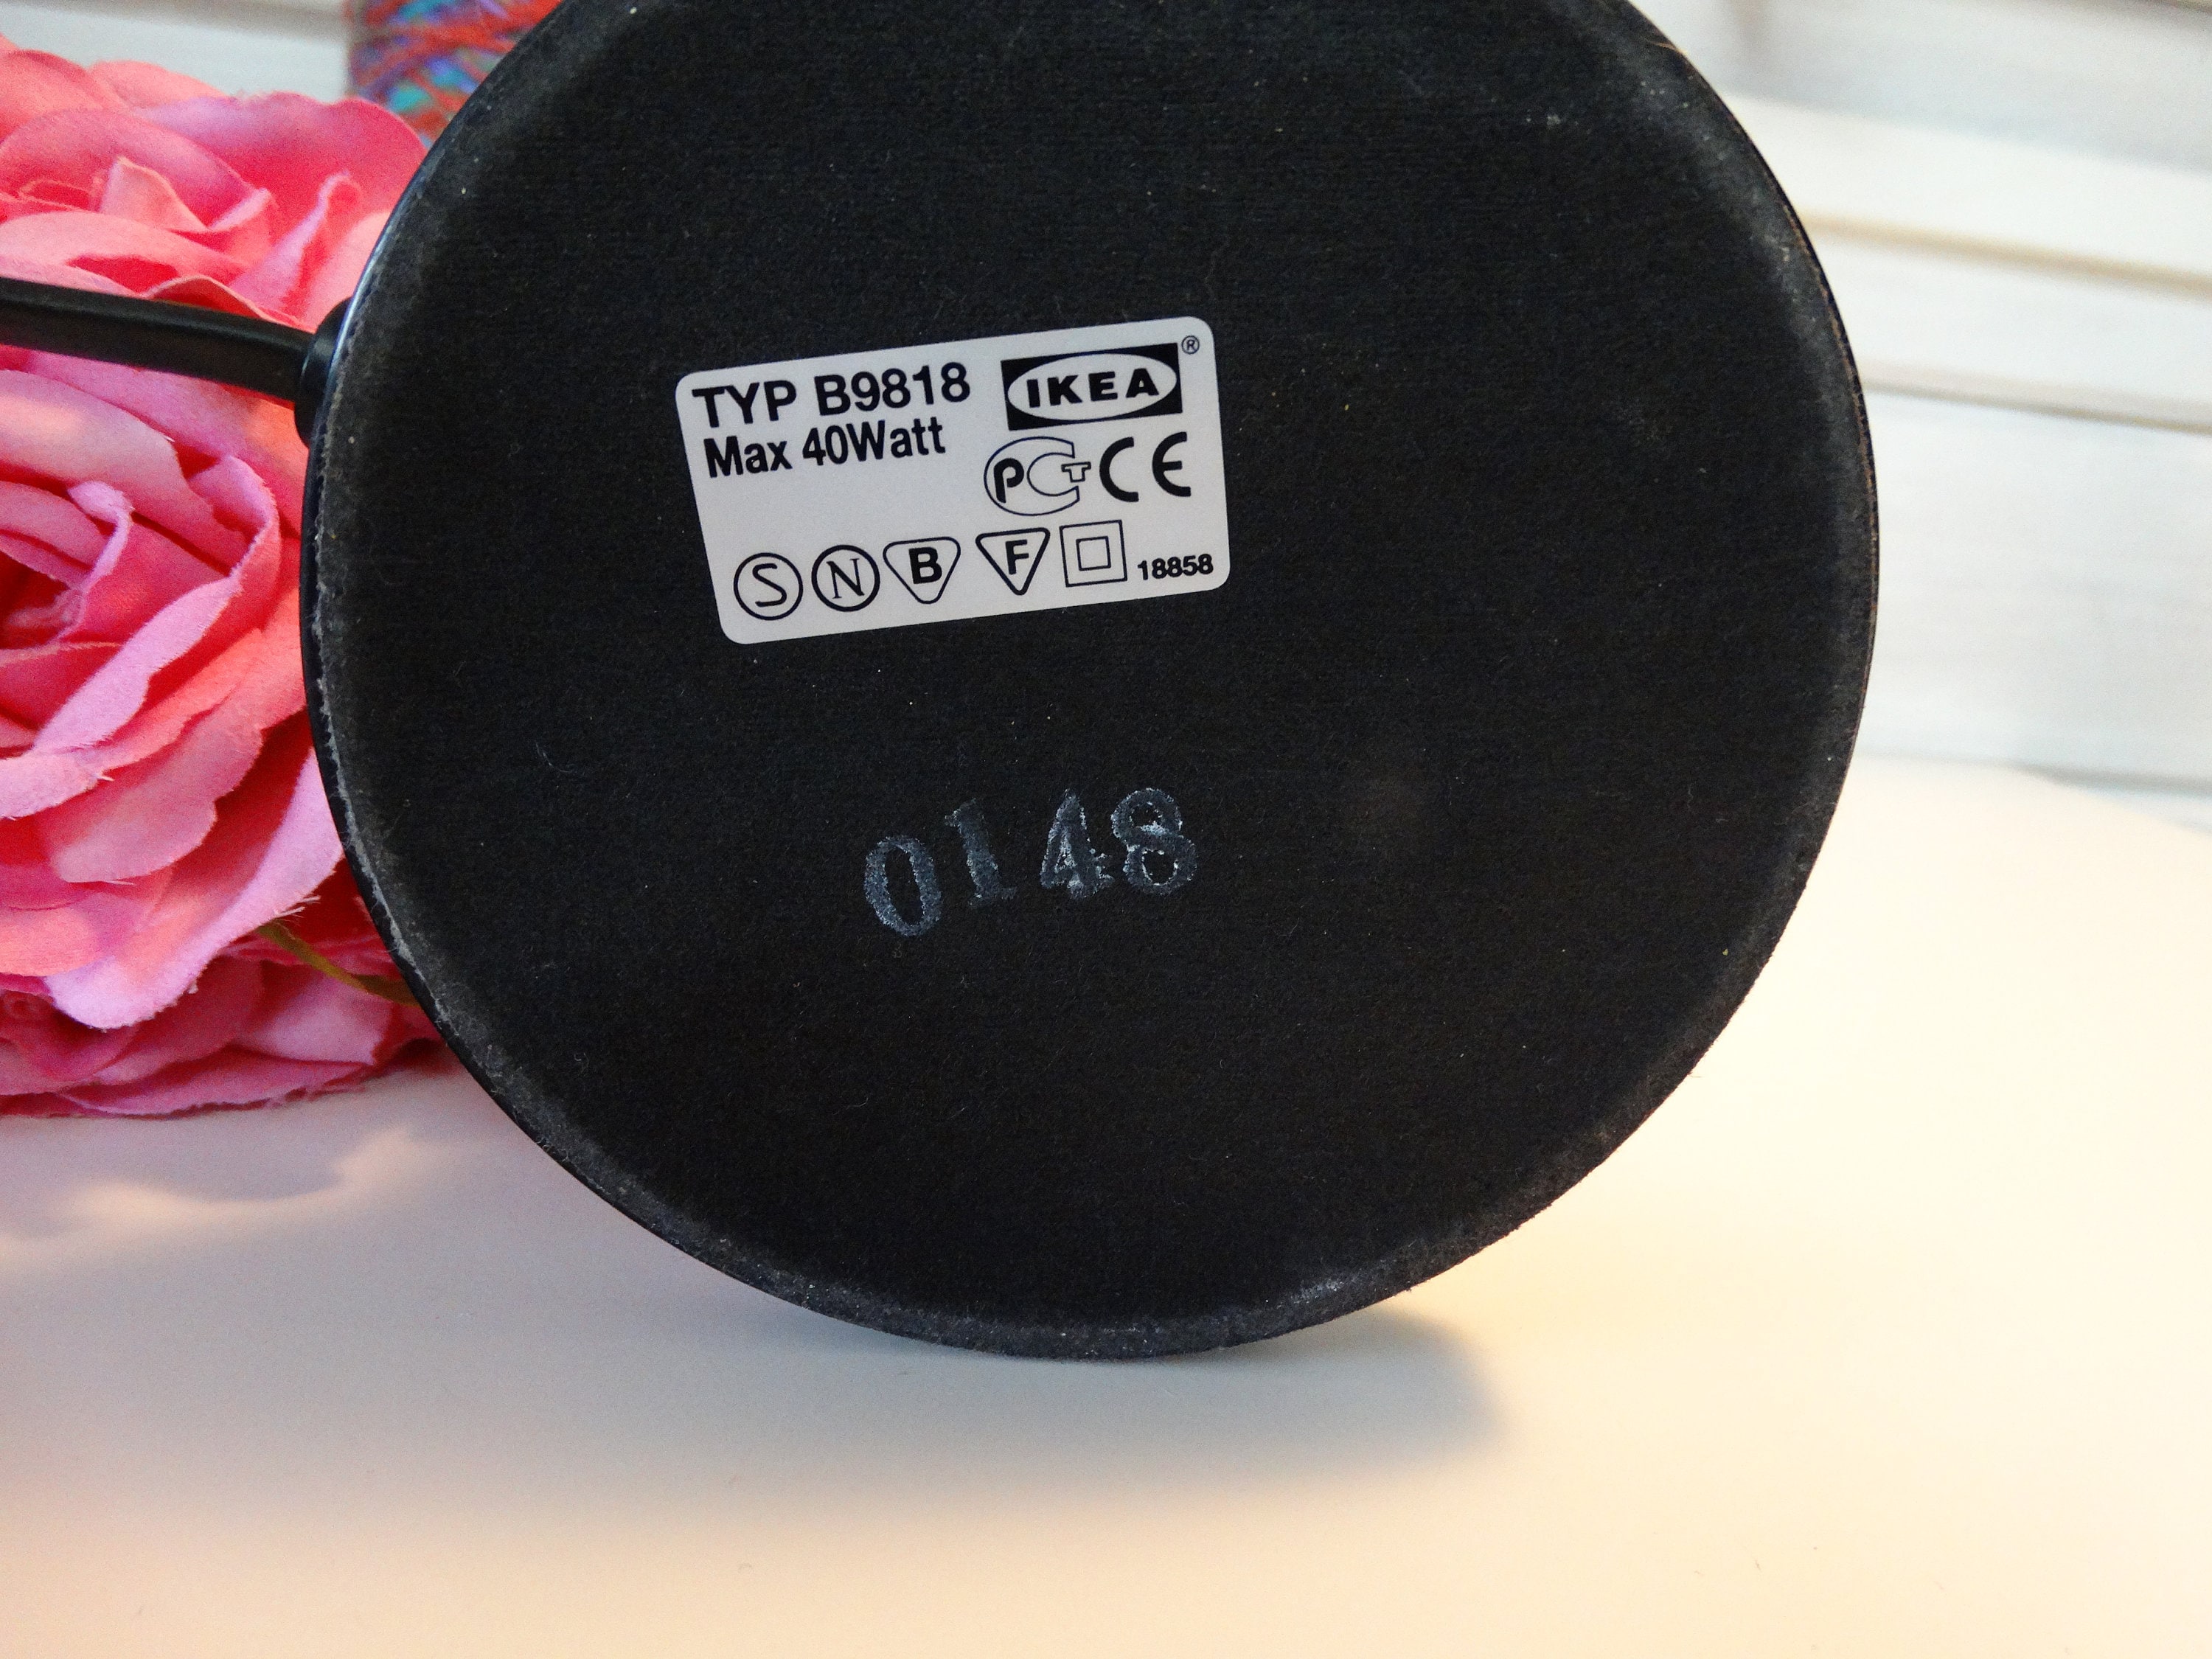 TYP B9818
Max 40Watt
IKEA ®
PCT CE
S N B F 18858
0148